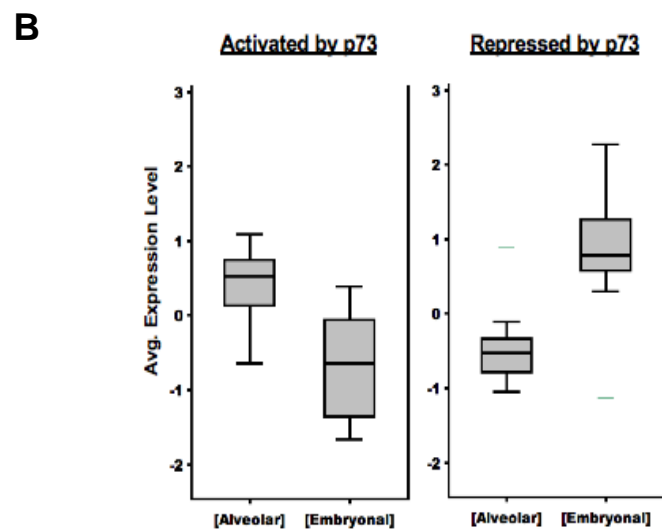 B
Activated by p73
Repressed by p73
Avg. Expression Level
3
2
1
0
-1
-2
[Alveolar] [Embryonal]
3
2
1
0
-1
-2
[Alveolar] [Embryonal]